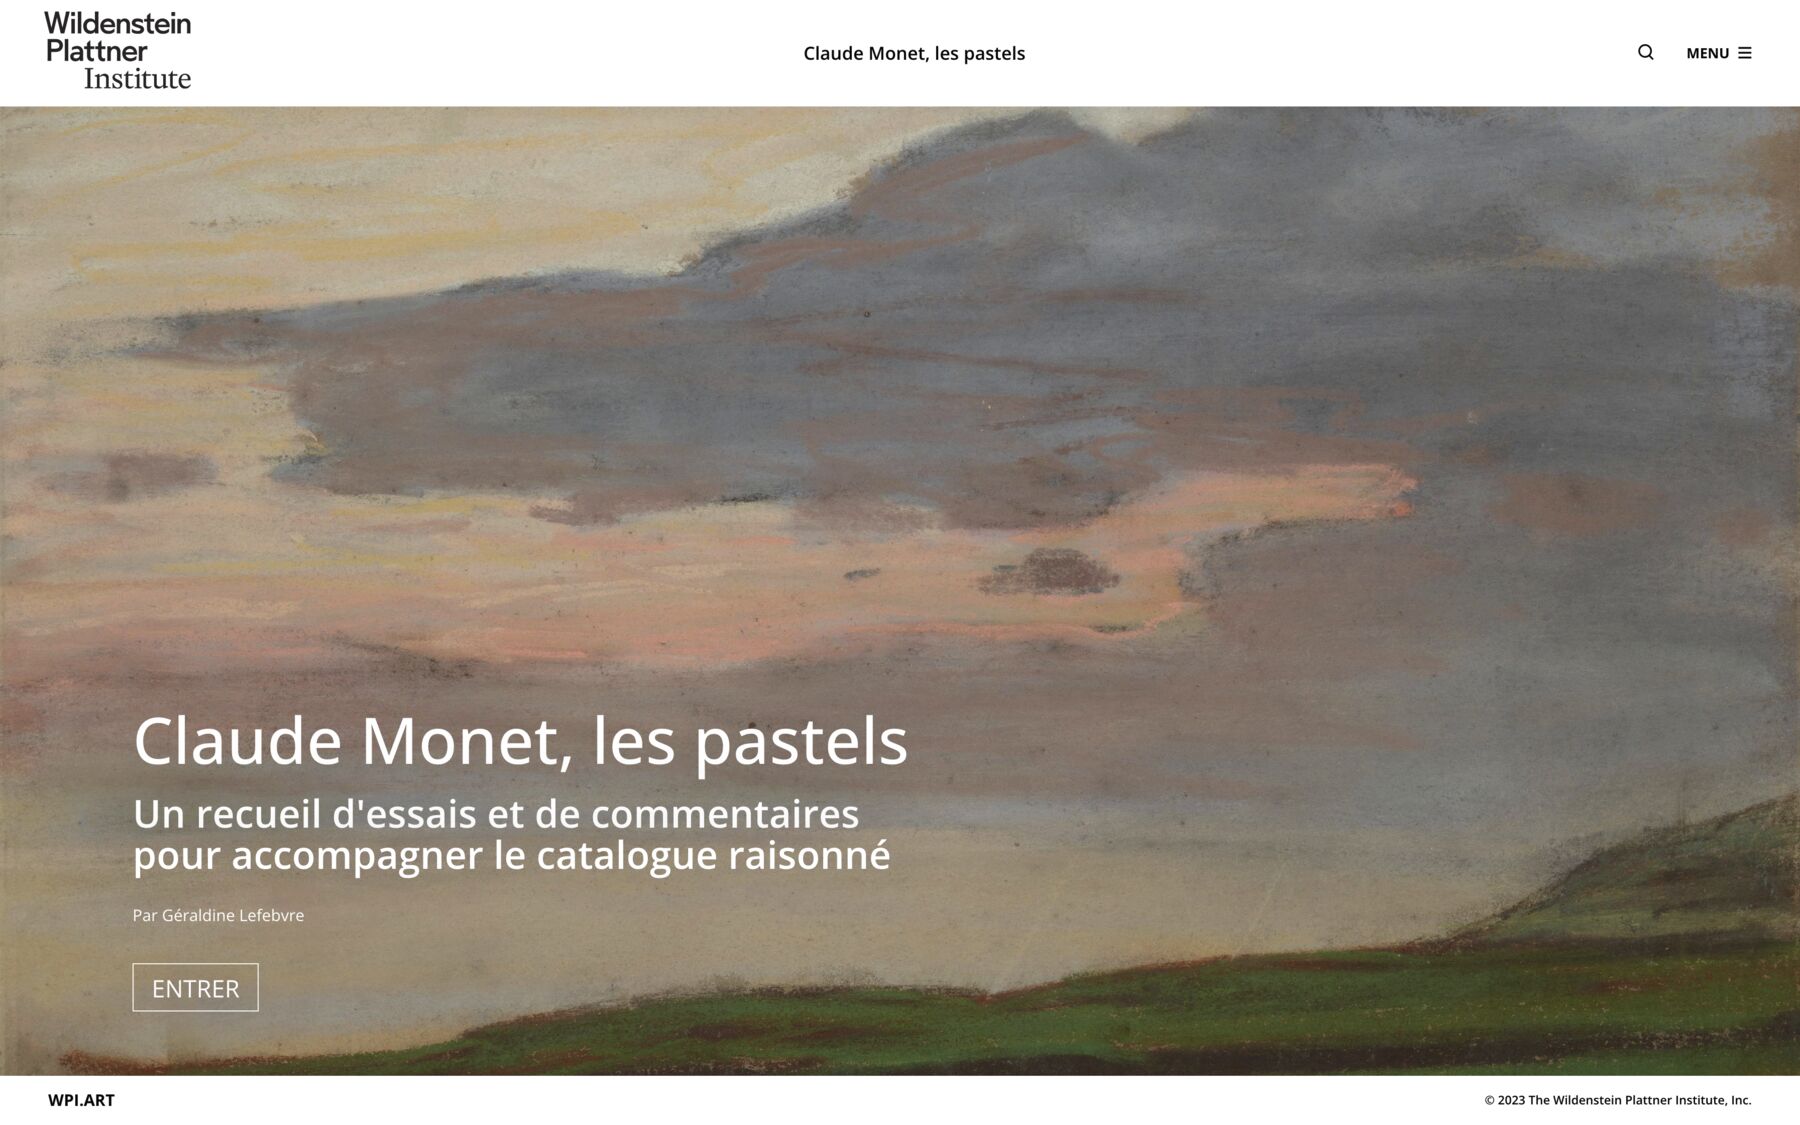 Wildenstein
Plattner
Institute
Claude Monet, les pastels
MENU
Claude Monet, les pastels
Un recueil d'essais et de commentaires
pour accompagner le catalogue raisonné
Par Géraldine Lefebvre
ENTRER
WPI.ART
© 2023 The Wildenstein Plattner Institute, Inc.